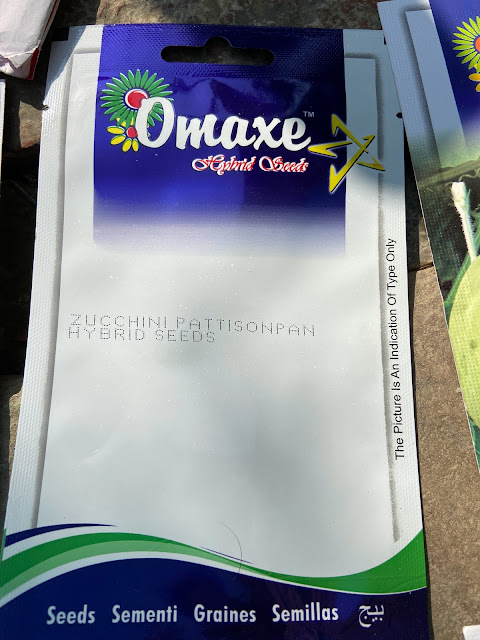 Omaxe™
Hybrid Seeds
ZUCCHINI PATTISONPAN
HYBRID SEEDS
The Picture Is An Indication Of Type Only
Seeds Sementi Graines Semillas بيج